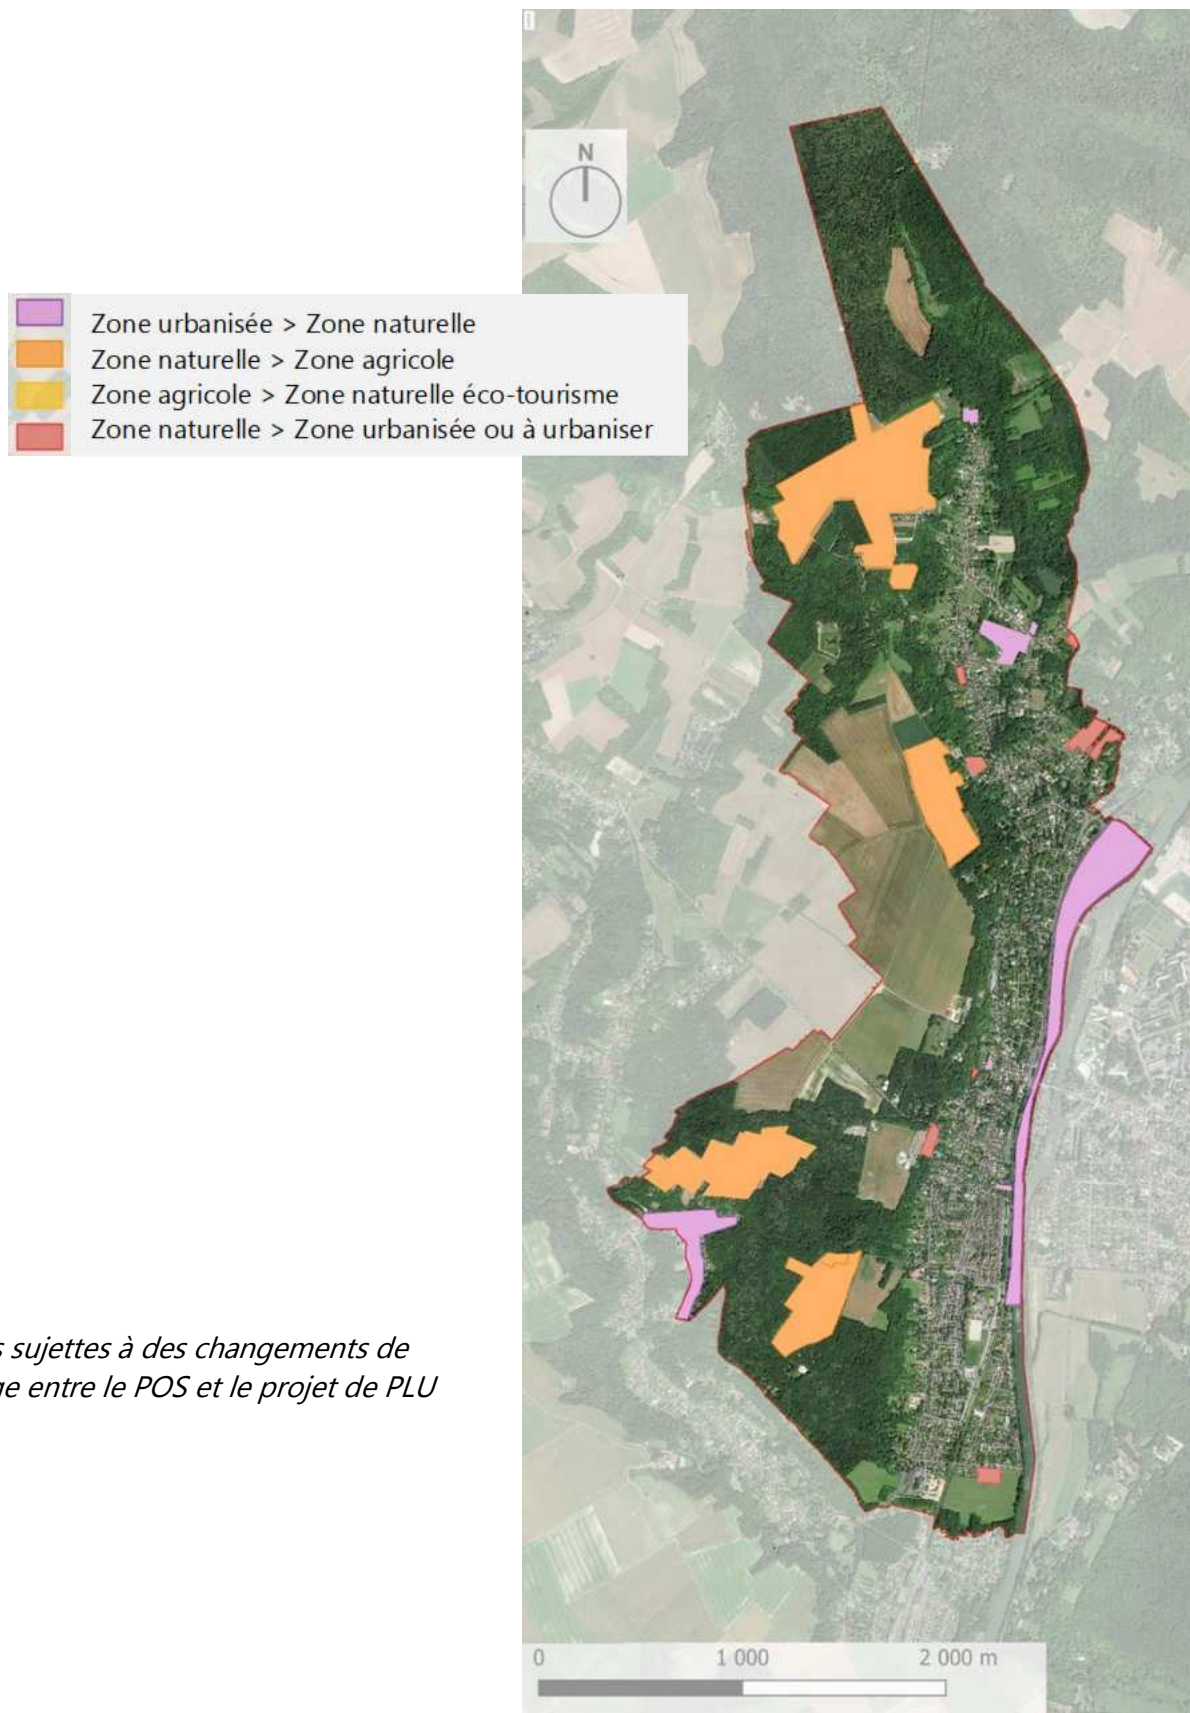 N
Zone urbanisée > Zone naturelle
Zone naturelle > Zone agricole
Zone agricole > Zone naturelle éco-tourisme
Zone naturelle > Zone urbanisée ou à urbaniser
s sujettes à des changements de
ge entre le POS et le projet de PLU
0 1 000 2 000 m